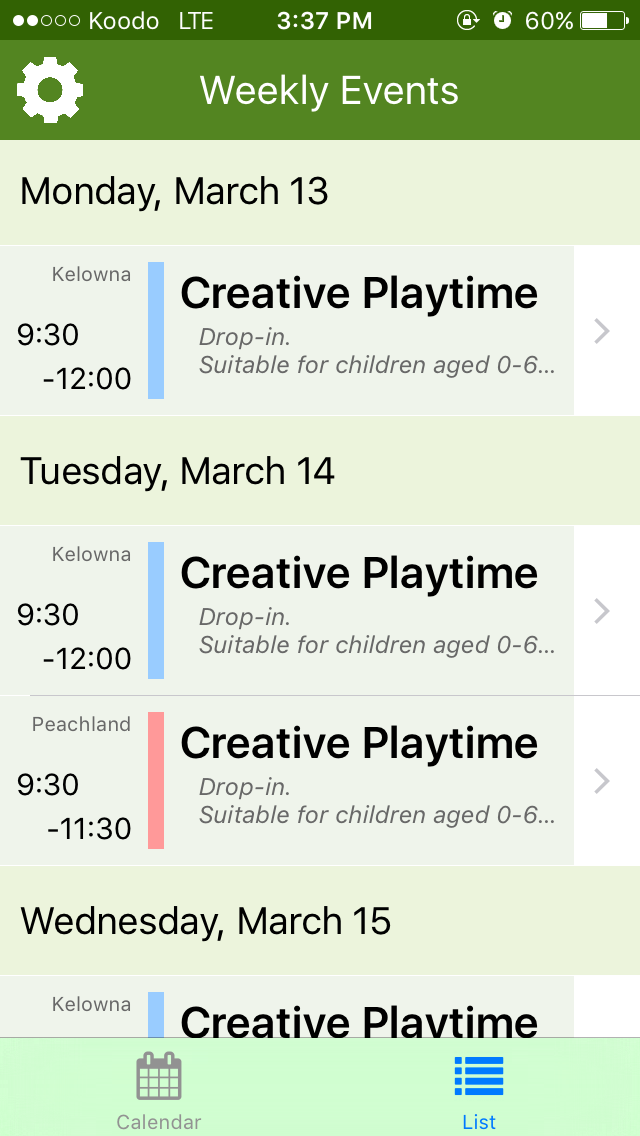 Koodo LTE 3:37 PM 60%
Weekly Events
Monday, March 13
Kelowna
9:30
-12:00
Creative Playtime
Drop-in.
Suitable for children aged 0-6...
Tuesday, March 14
Kelowna
9:30
-12:00
Creative Playtime
Drop-in.
Suitable for children aged 0-6...
Peachland
9:30
-11:30
Creative Playtime
Drop-in.
Suitable for children aged 0-6...
Wednesday, March 15
Kelowna
Creative Playtime
Calendar List